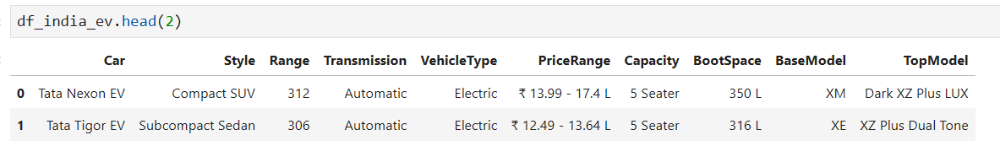 df_india_ev.head(2)
Car Style Range Transmission VehicleType PriceRange Capacity BootSpace BaseModel TopModel
0 Tata Nexon EV Compact SUV 312 Automatic Electric ₹ 13.99 - 17.4 L 5 Seater 350 L XM Dark XZ Plus LUX
1 Tata Tigor EV Subcompact Sedan 306 Automatic Electric ₹ 12.49 - 13.64 L 5 Seater 316 L XE XZ Plus Dual Tone